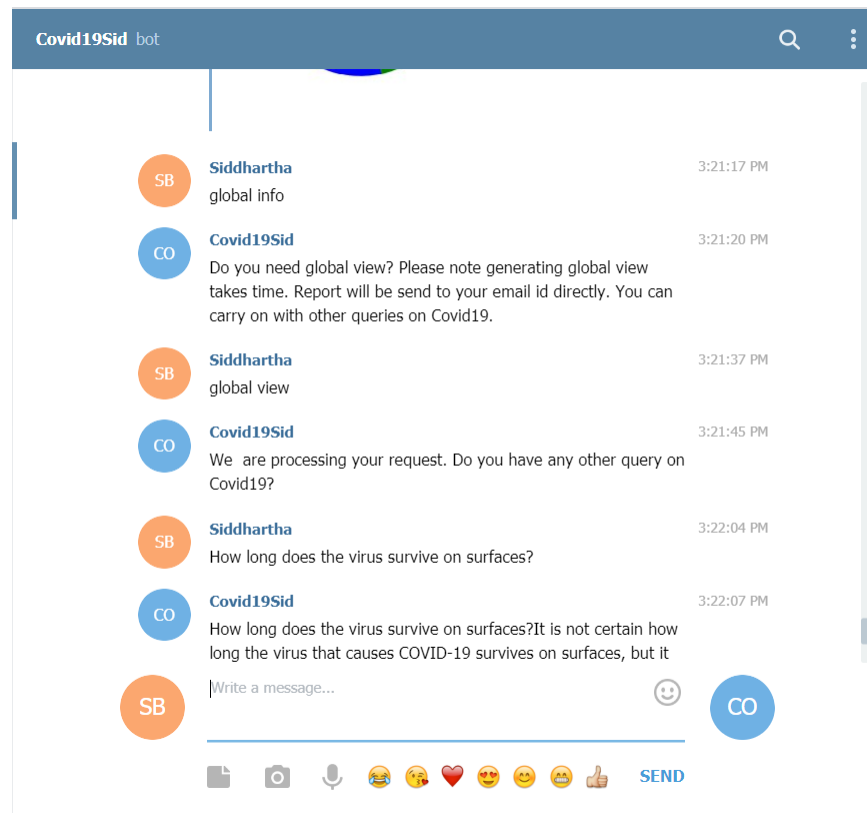 Covid19Sid bot
Siddhartha 3:21:17 PM
SB
global info
Covid19Sid 3:21:20 PM
CO
Do you need global view? Please note generating global view
takes time. Report will be send to your email id directly. You can
carry on with other queries on Covid19.
Siddhartha 3:21:37 PM
SB
global view
Covid19Sid 3:21:45 PM
CO
We are processing your request. Do you have any other query on
Covid19?
Siddhartha 3:22:04 PM
SB
How long does the virus survive on surfaces?
Covid19Sid 3:22:07 PM
CO
How long does the virus survive on surfaces?It is not certain how
long the virus that causes COVID-19 survives on surfaces, but it
Write a message...
SB
CO
SEND